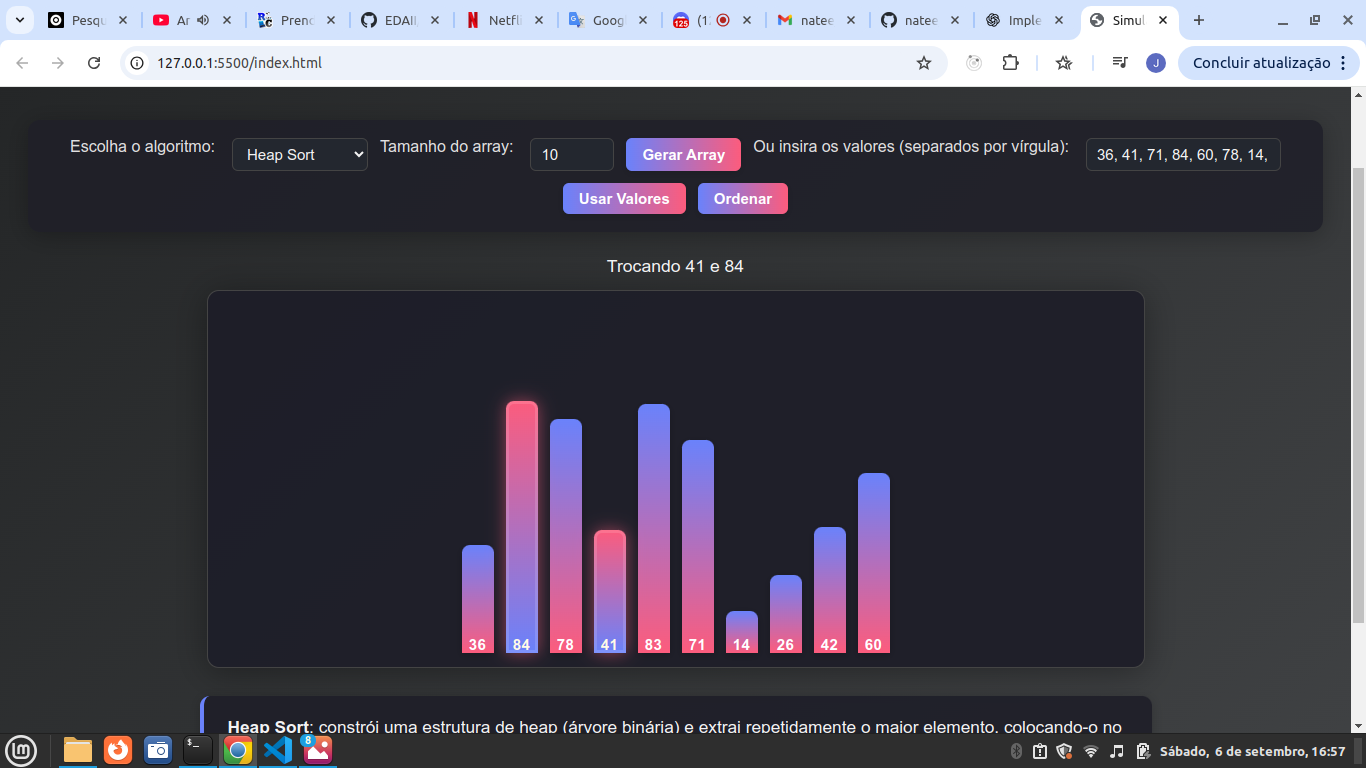 Pesqu
Ar
Prenc
EDAII
Netfli
Goog
125
(1
natee
natee
Imple
Simul
127.0.0.1:5500/index.html
J
Concluir atualização
Escolha o algoritmo: Heap Sort Tamanho do array: 10 Gerar Array Ou insira os valores (separados por vírgula): 36, 41, 71, 84, 60, 78, 14,
Usar Valores Ordenar
Trocando 41 e 84
36 84 78 41 83 71 14 26 42 60
Heap Sort: constrói uma estrutura de heap (árvore binária) e extrai repetidamente o maior elemento, colocando-o no
8
Sábado, 6 de setembro, 16:57